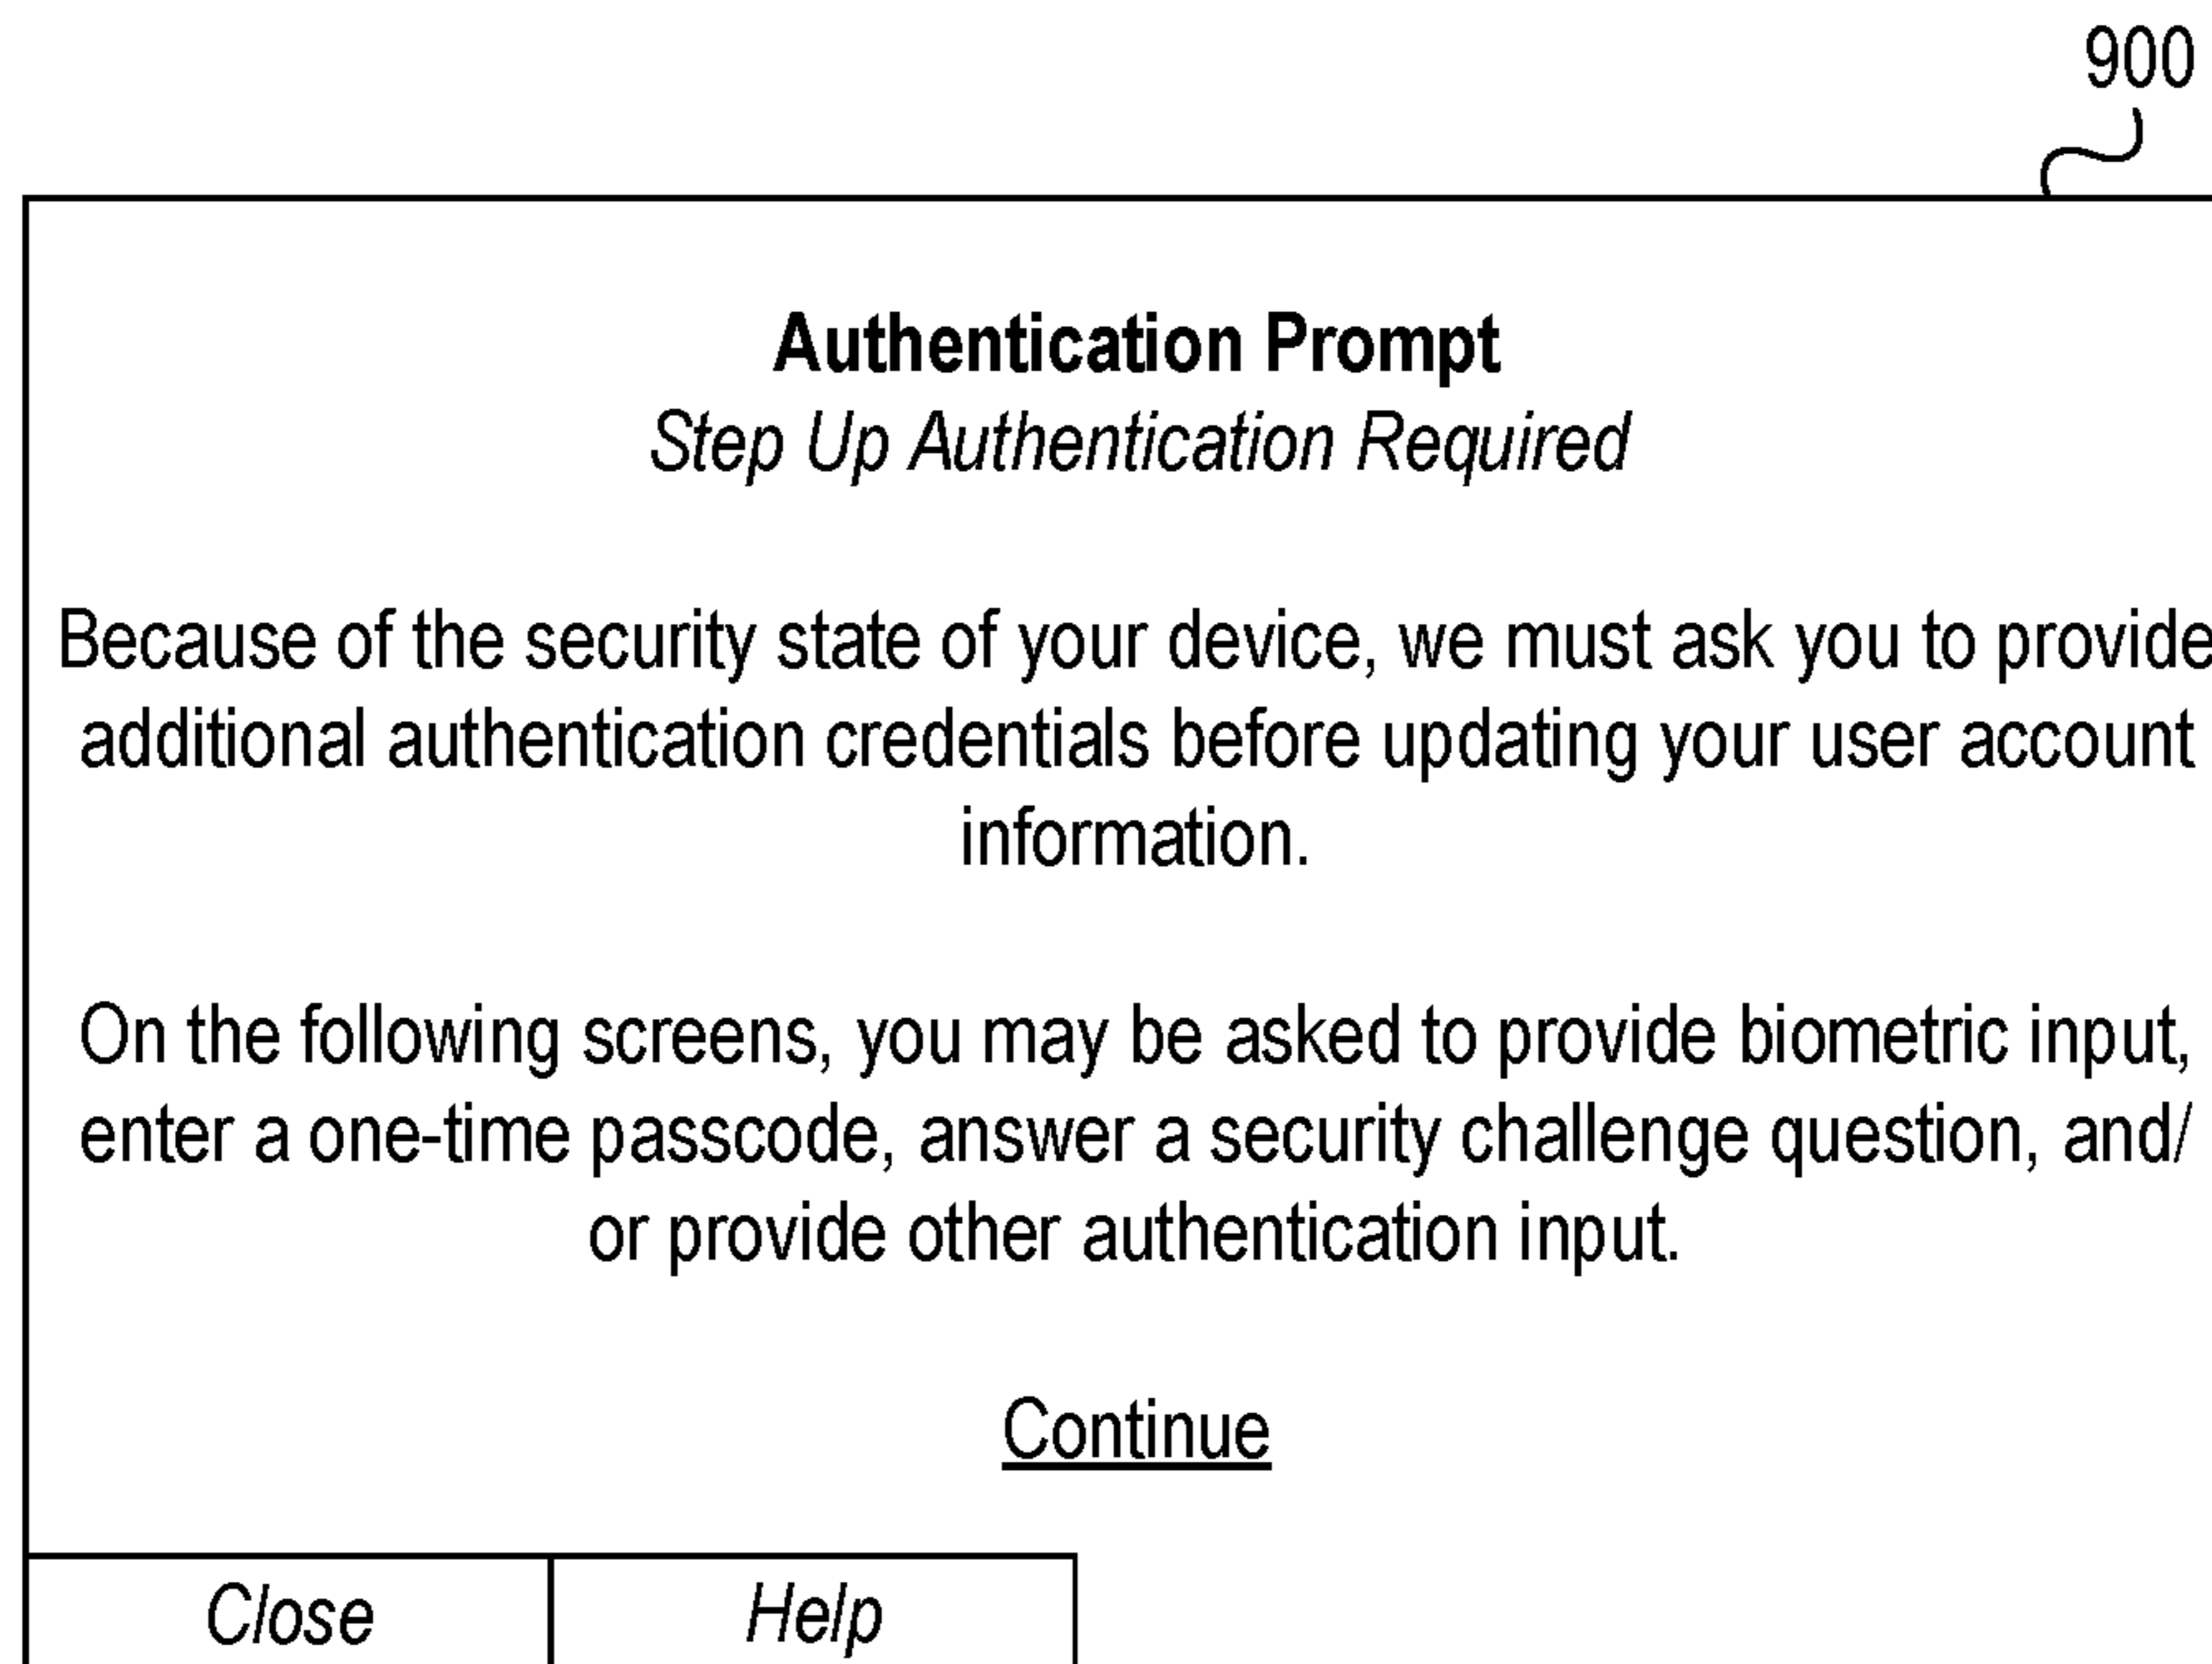 900
Authentication Prompt
Step Up Authentication Required
Because of the security state of your device, we must ask you to provide
additional authentication credentials before updating your user account
information.
On the following screens, you may be asked to provide biometric input,
enter a one-time passcode, answer a security challenge question, and/
or provide other authentication input.
Continue
Close Help